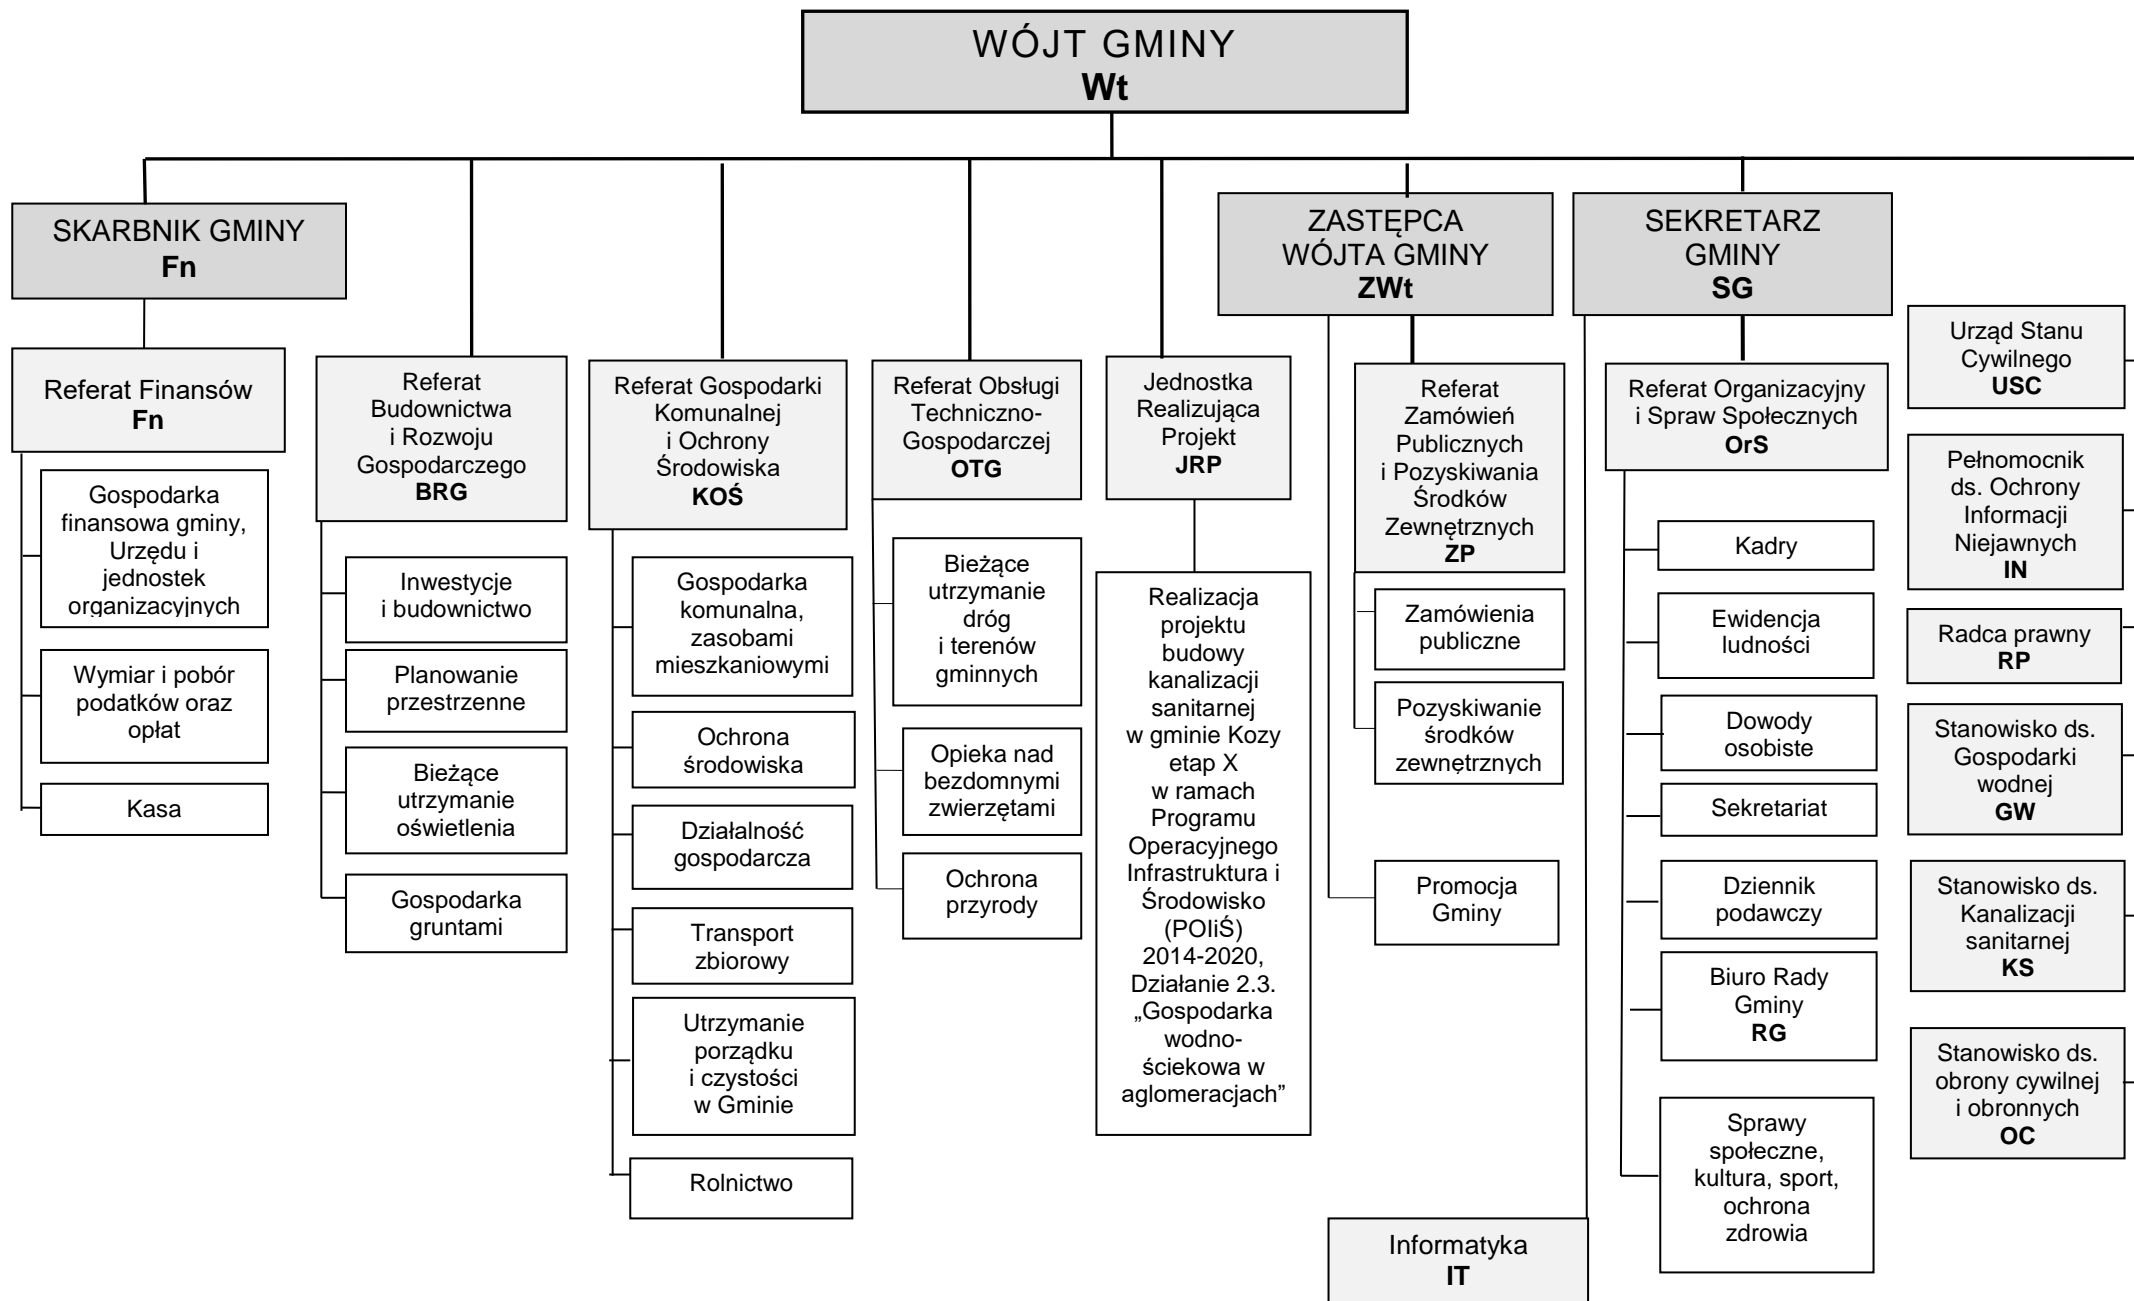 WÓJT GMINY
Wt
SKARBNIK GMINY
Fn
Referat Finansów
Fn
Gospodarka
finansowa gminy,
Urzędu i
jednostek
organizacyjnych
Wymiar i pobór
podatków oraz
opłat
Kasa
Referat
Budownictwa
i Rozwoju
Gospodarczego
BRG
Inwestycje
i budownictwo
Planowanie
przestrzenne
Bieżące
utrzymanie
oświetlenia
Gospodarka
gruntami
Referat Gospodarki
Komunalnej
i Ochrony
Środowiska
KOŚ
Gospodarka
komunalna,
zasobami
mieszkaniowymi
Ochrona
środowiska
Działalność
gospodarcza
Transport
zbiorowy
Utrzymanie
porządku
i czystości
w Gminie
Rolnictwo
Referat Obsługi
Techniczno-
Gospodarczej
OTG
Bieżące
utrzymanie
dróg
i terenów
gminnych
Opieka nad
bezdomnymi
zwierzętami
Ochrona
przyrody
Jednostka
Realizująca
Projekt
JRP
Realizacja
projektu
budowy
kanalizacji
sanitarnej
w gminie Kozy
etap X
w ramach
Programu
Operacyjnego
Infrastruktura i
Środowisko
(POIiŚ)
2014-2020,
Działanie 2.3.
„Gospodarka
wodno-
ściekowa w
aglomeracjach”
ZASTĘPCA
WÓJTA GMINY
ZWt
Referat
Zamówień
Publicznych
i Pozyskiwania
Środków
Zewnętrznych
ZP
Zamówienia
publiczne
Pozyskiwanie
środków
zewnętrznych
Promocja
Gminy
SEKRETARZ
GMINY
SG
Referat Organizacyjny
i Spraw Społecznych
OrS
Kadry
Ewidencja
ludności
Dowody
osobiste
Sekretariat
Dziennik
podawczy
Biuro Rady
Gminy
RG
Sprawy
społeczne,
kultura, sport,
ochrona
zdrowia
Informatyka
IT
Urząd Stanu
Cywilnego
USC
Pełnomocnik
ds. Ochrony
Informacji
Niejawnych
IN
Radca prawny
RP
Stanowisko ds.
Gospodarki
wodnej
GW
Stanowisko ds.
Kanalizacji
sanitarnej
KS
Stanowisko ds.
obrony cywilnej
i obronnych
OC